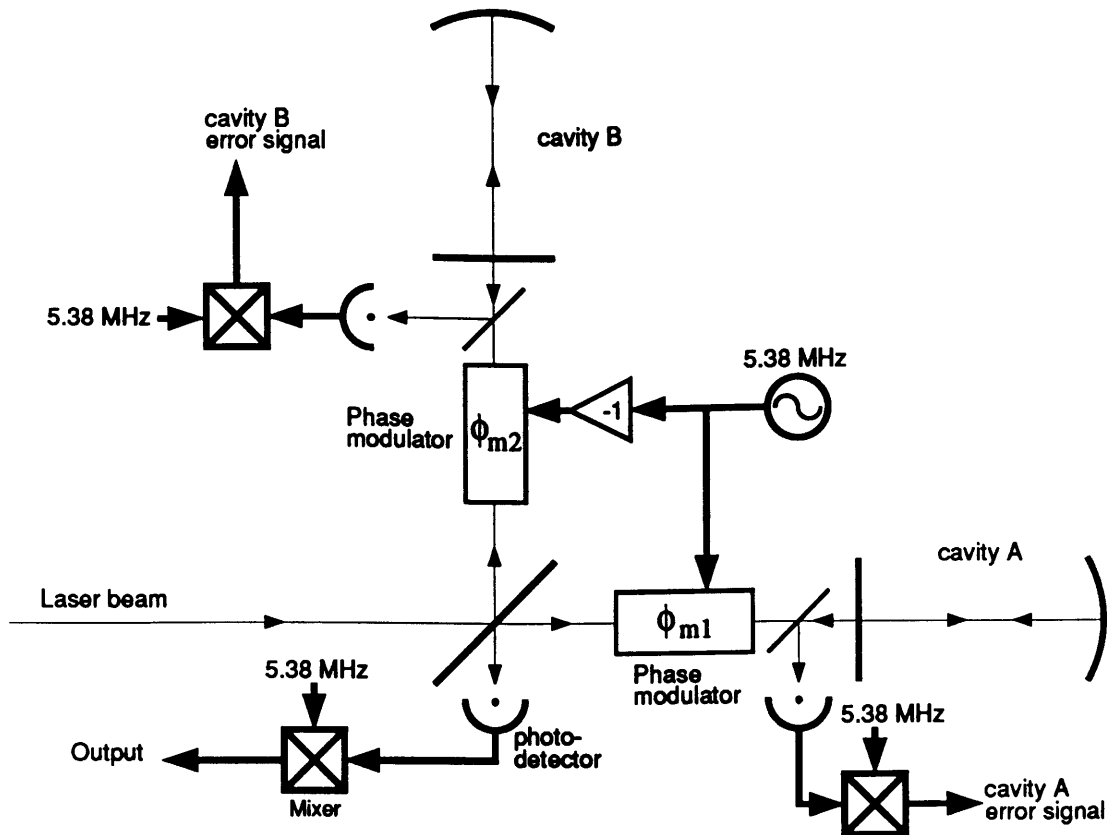 cavity B
error signal
cavity B
5.38 MHz
5.38 MHz
Phase
modulator
ϕm2
-1
cavity A
Laser beam
ϕm1
5.38 MHz
Phase
modulator
5.38 MHz
photo-
detector
Output
Mixer
cavity A
error signal